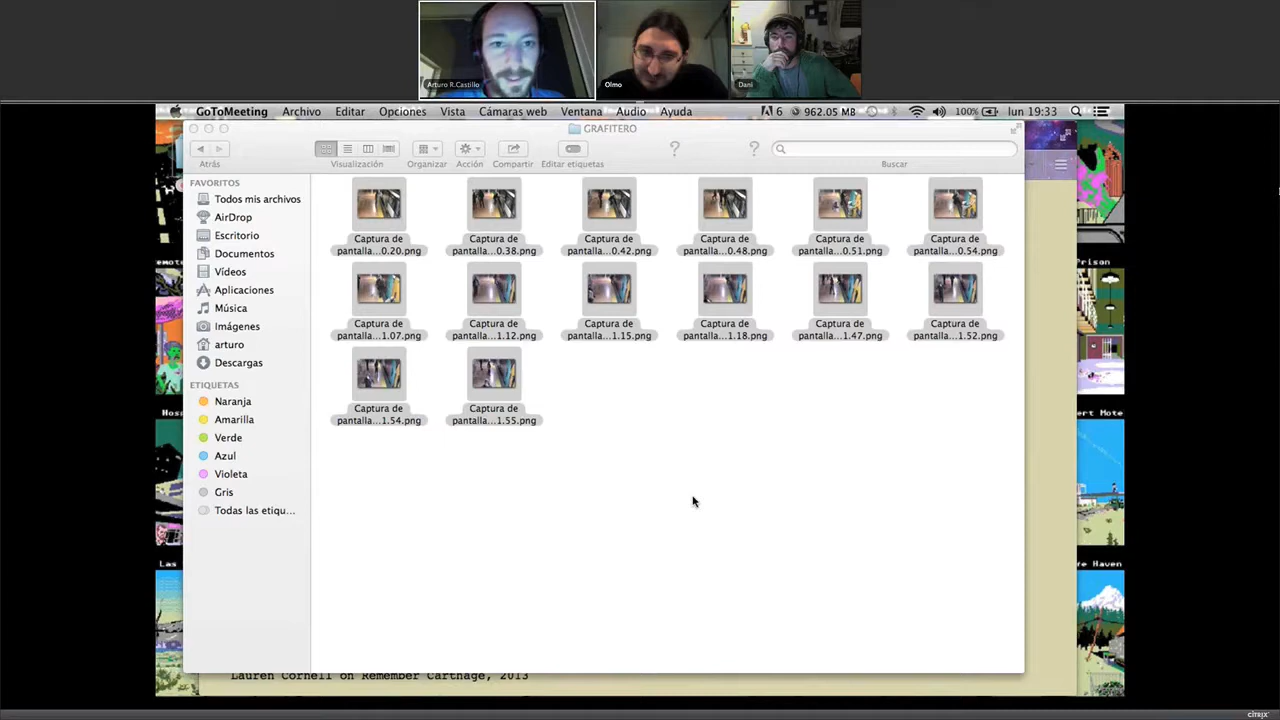 Arturo R.Castillo
Olmo
Dani
GoToMeeting Archivo Editar Opciones Vista Cámaras web Ventana Audio Ayuda 6 962.05 MB 100% lun 19:33
GRAFITERO
Atrás Visualización Organizar Acción Compartir Editar etiquetas Buscar
FAVORITOS
Todos mis archivos
AirDrop
Escritorio
Documentos
Vídeos
Aplicaciones
Música
Imágenes
arturo
Descargas
ETIQUETAS
Naranja
Amarilla
Verde
Azul
Violeta
Gris
Todas las etiqu...
Captura de
pantalla...0.20.png
Captura de
pantalla...0.38.png
Captura de
pantalla...0.42.png
Captura de
pantalla...0.48.png
Captura de
pantalla...0.51.png
Captura de
pantalla...0.54.png
Captura de
pantalla...1.07.png
Captura de
pantalla...1.12.png
Captura de
pantalla...1.15.png
Captura de
pantalla...1.18.png
Captura de
pantalla...1.47.png
Captura de
pantalla...1.52.png
Captura de
pantalla...1.54.png
Captura de
pantalla...1.55.png
Prison
Las
Haven
Lauren Cornell on Remember Carthage, 2013
CITRIX